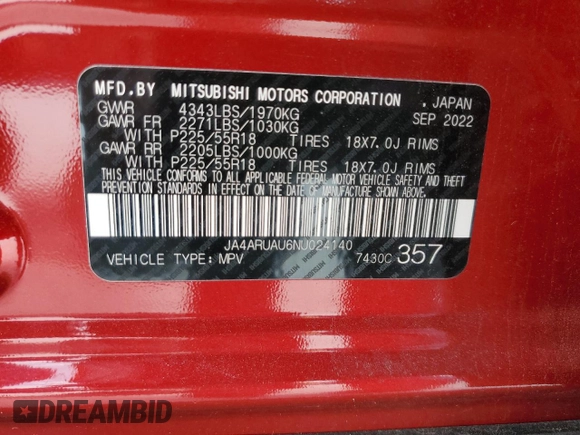 MFD.BY MITSUBISHI MOTORS CORPORATION . JAPAN
GVWR 4343LBS/1970KG SEP 2022
GAWR FR 2271LBS/1030KG
WITH P225/55R18 TIRES 18X7.0J RIMS
GAWR RR 2205LBS/1000KG
WITH P225/55R18 TIRES 18X7.0J RIMS
THIS VEHICLE CONFORMS TO ALL APPLICABLE FEDERAL MOTOR VEHICLE SAFETY AND THEFT
PREVENTION STANDARDS IN EFFECT ON THE DATE OF MANUFACTURE SHOWN ABOVE.
JA4ARUAU6NU024140
VEHICLE TYPE: MPV 7430C 357
DREAMBID